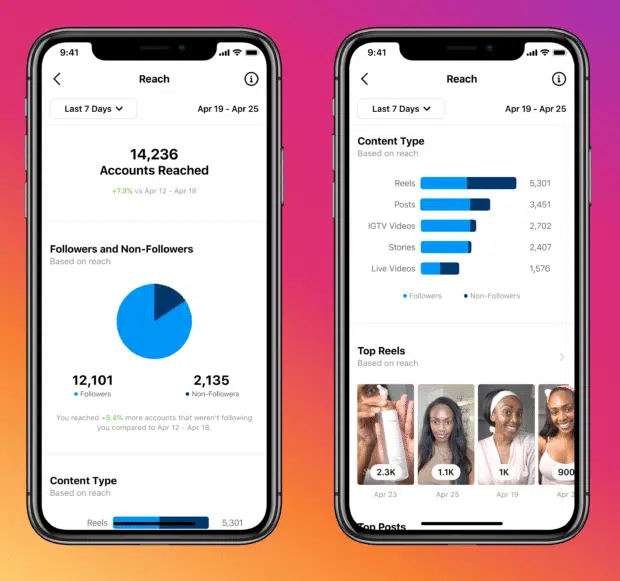 9:41
Reach
Last 7 Days
Apr 19 - Apr 25
14,236
Accounts Reached
+7.3% vs Apr 12 - Apr 18
Followers and Non-Followers
Based on reach
12,101
2,135
Followers
Non-Followers
You reached +5.4% more accounts that weren't following
you compared to Apr 12 - Apr 18.
Content Type
Based on reach
Reels 5,301
9:41
Reach
Last 7 Days
Apr 19 - Apr 25
Content Type
Based on reach
Reels 5,301
Posts 3,451
IGTV Videos 2,702
Stories 2,407
Live Videos 1,576
Followers Non-Followers
Top Reels
Based on reach
2.3K 1.1K 1K 900
Apr 23 Apr 25 Apr 19 Apr 2
Top Posts